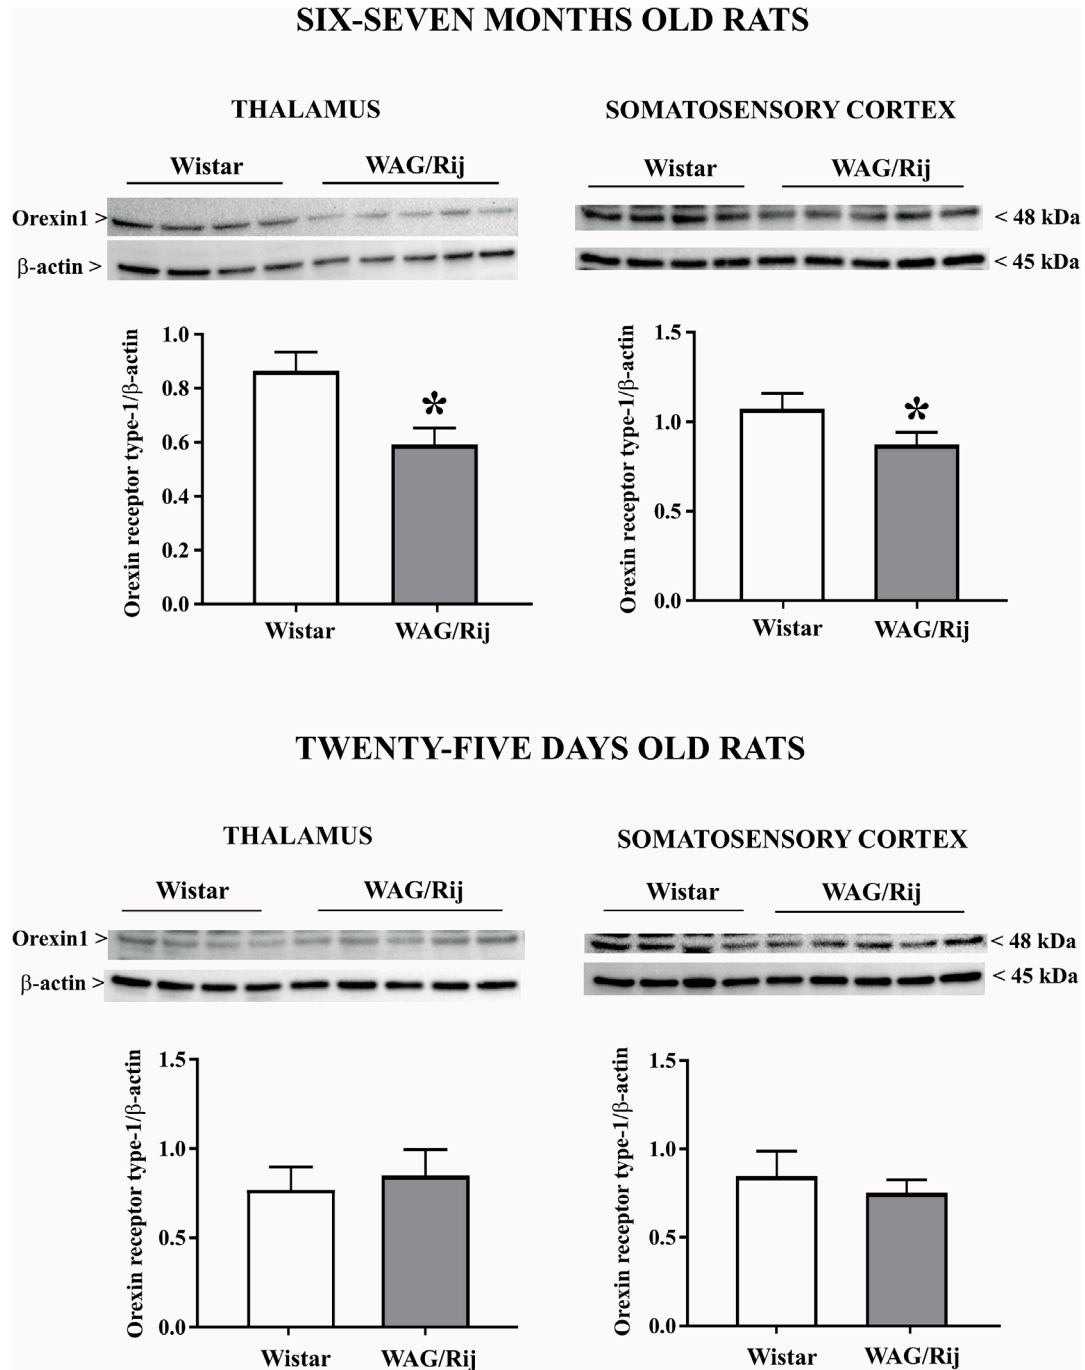 SIX-SEVEN MONTHS OLD RATS
THALAMUS
SOMATOSENSORY CORTEX
Wistar
WAG/Rij
Wistar
WAG/Rij
Orexin1 >
< 48 kDa
β-actin >
< 45 kDa
Orexin receptor type-1/β-actin
1.0
0.8
0.6
0.4
0.2
0.0
*
Wistar
WAG/Rij
Orexin receptor type-1/β-actin
1.5
1.0
0.5
0.0
*
Wistar
WAG/Rij
TWENTY-FIVE DAYS OLD RATS
THALAMUS
SOMATOSENSORY CORTEX
Wistar
WAG/Rij
Wistar
WAG/Rij
Orexin1 >
< 48 kDa
β-actin >
< 45 kDa
Orexin receptor type-1/β-actin
1.5
1.0
0.5
0.0
Wistar
WAG/Rij
Orexin receptor type-1/β-actin
1.5
1.0
0.5
0.0
Wistar
WAG/Rij